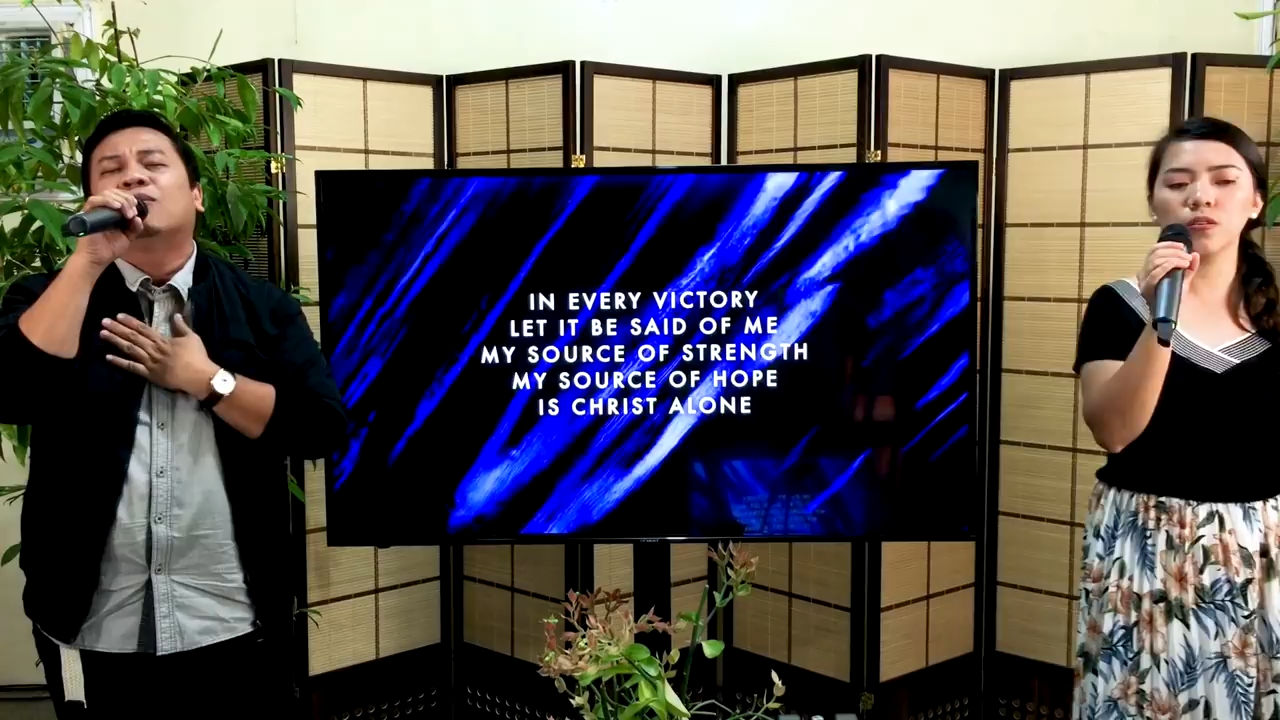 IN EVERY VICTORY
LET IT BE SAID OF ME
MY SOURCE OF STRENGTH
MY SOURCE OF HOPE
IS CHRIST ALONE